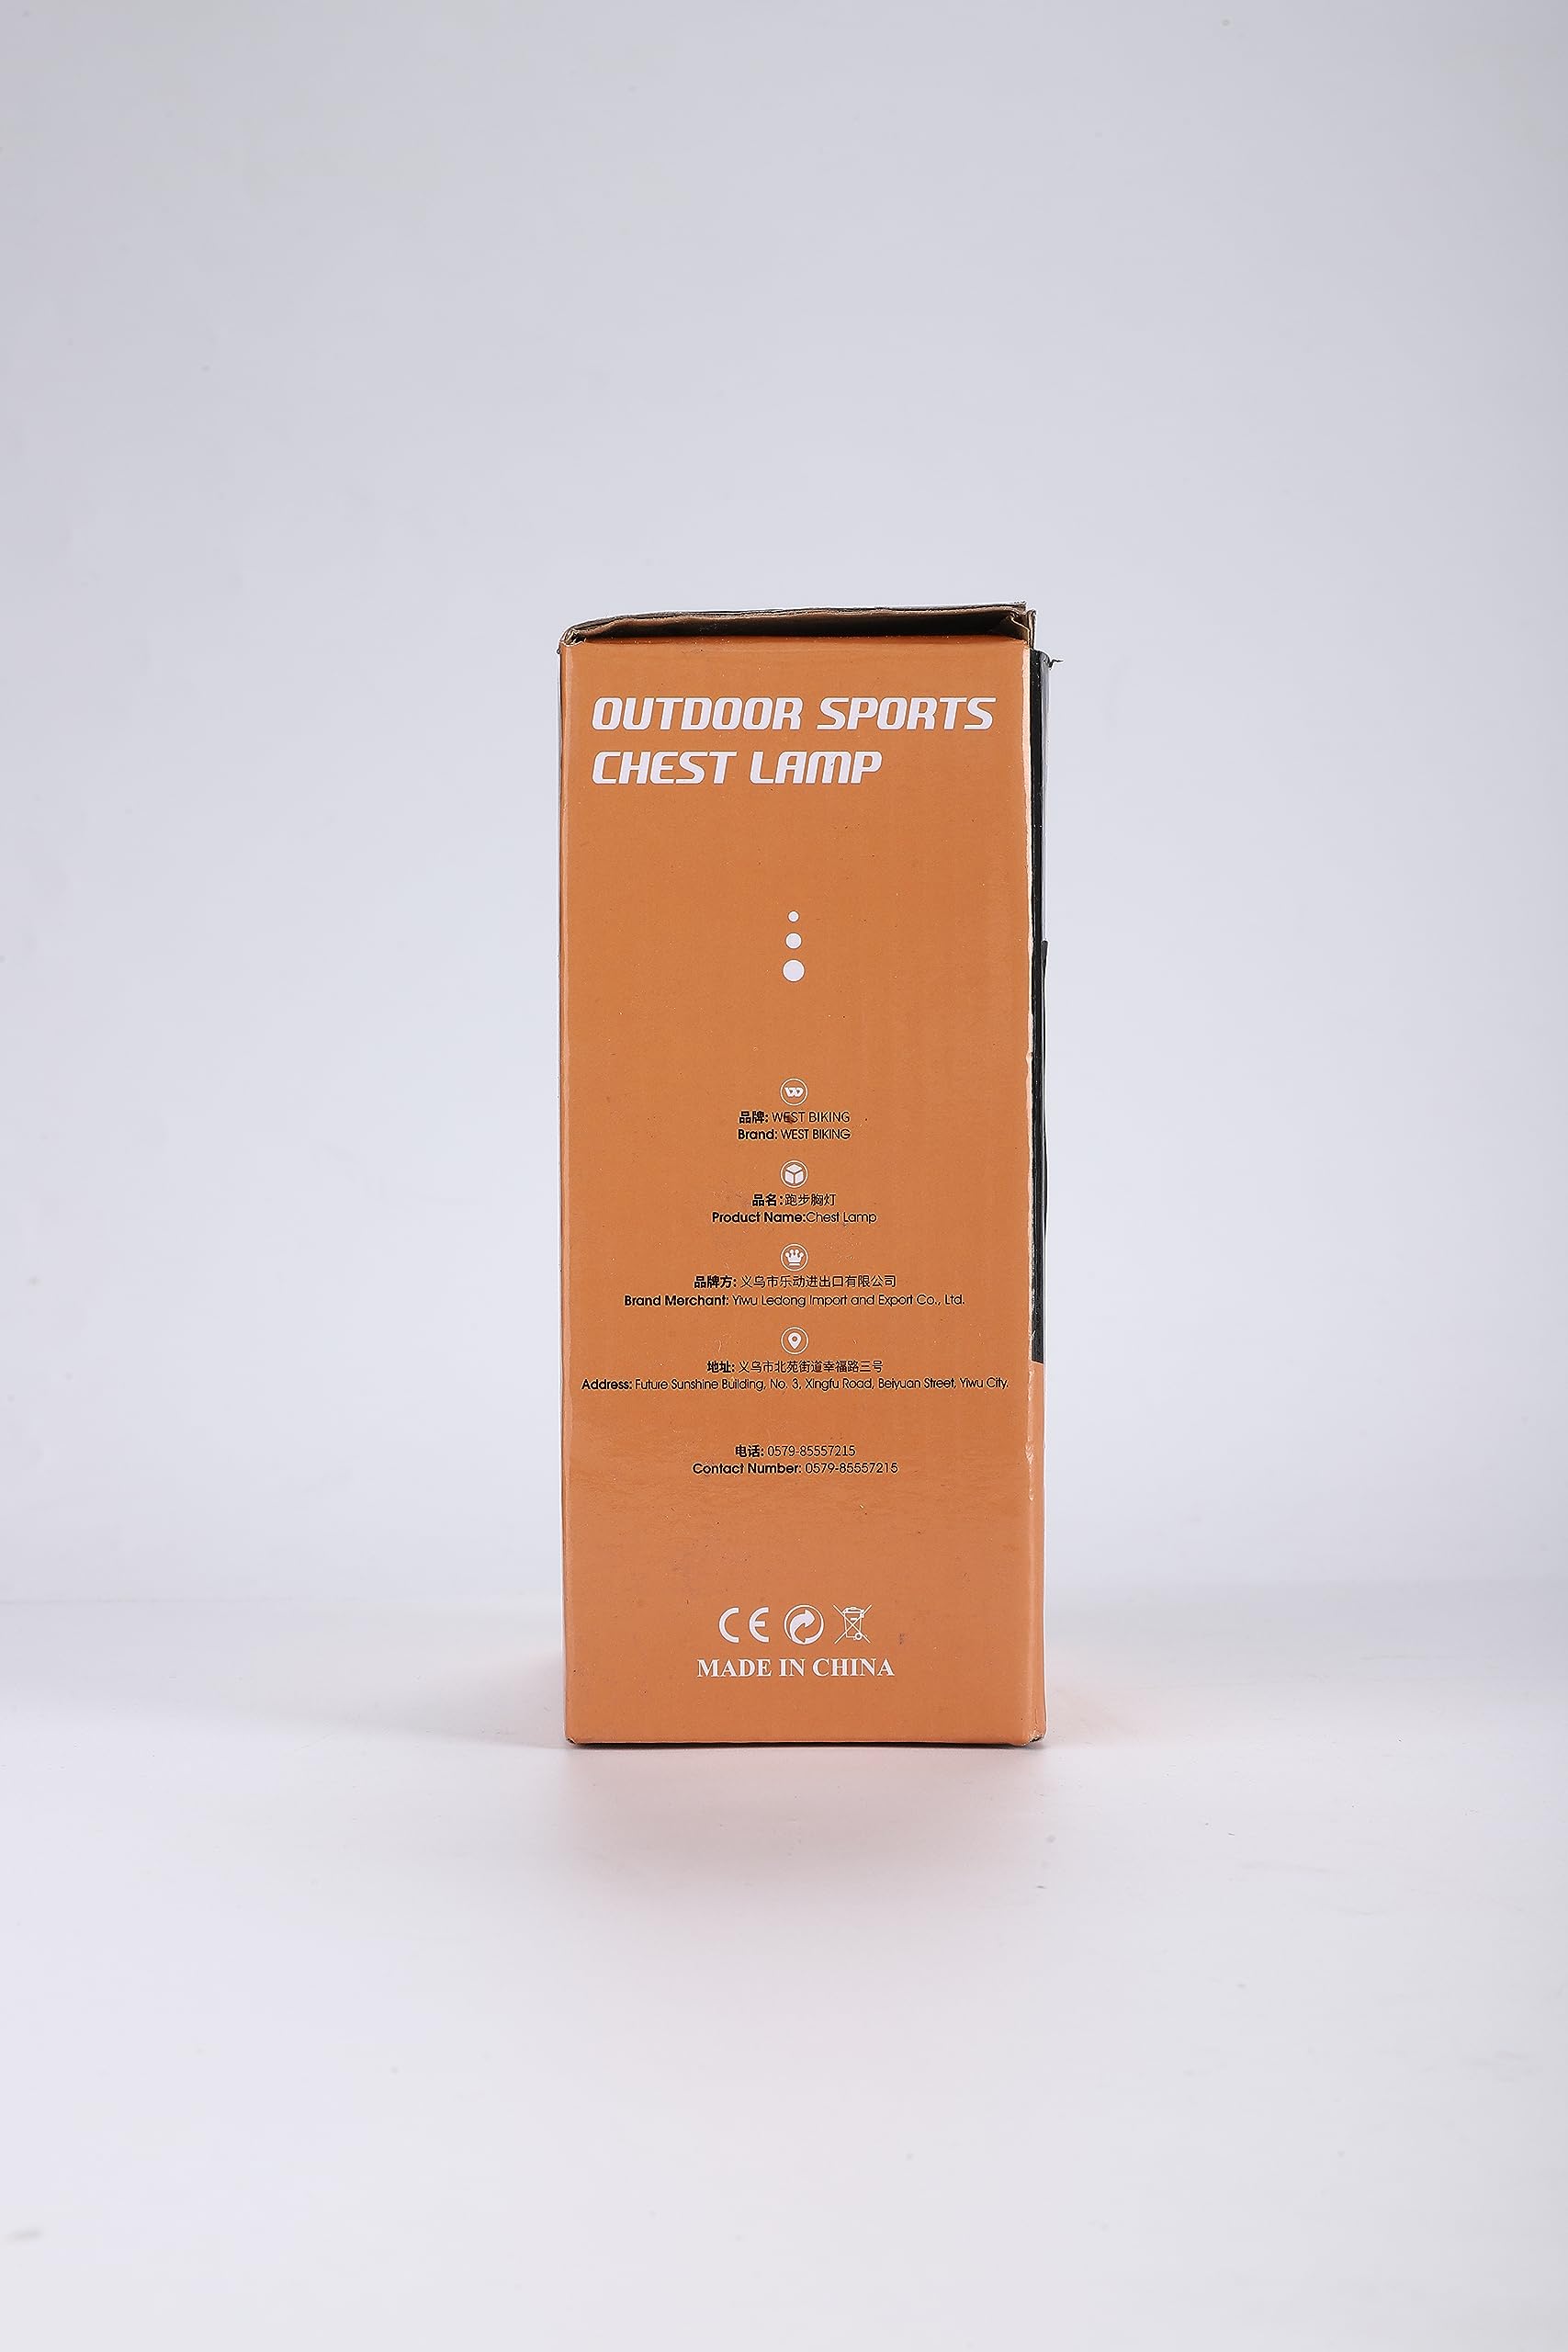 OUTDOOR SPORTS
CHEST LAMP
品牌: WEST BIKING
Brand: WEST BIKING
品名:跑步胸灯
Product Name:Chest Lamp
品牌方: 义乌市乐动进出口有限公司
Brand Merchant: Yiwu Ledong Import and Export Co., Ltd.
地址: 义乌市北苑街道幸福路三号
Address: Future Sunshine Building, No. 3, Xingfu Road, Beiyuan Street, Yiwu City.
电话: 0579-85557215
Contact Number: 0579-85557215
CE
MADE IN CHINA